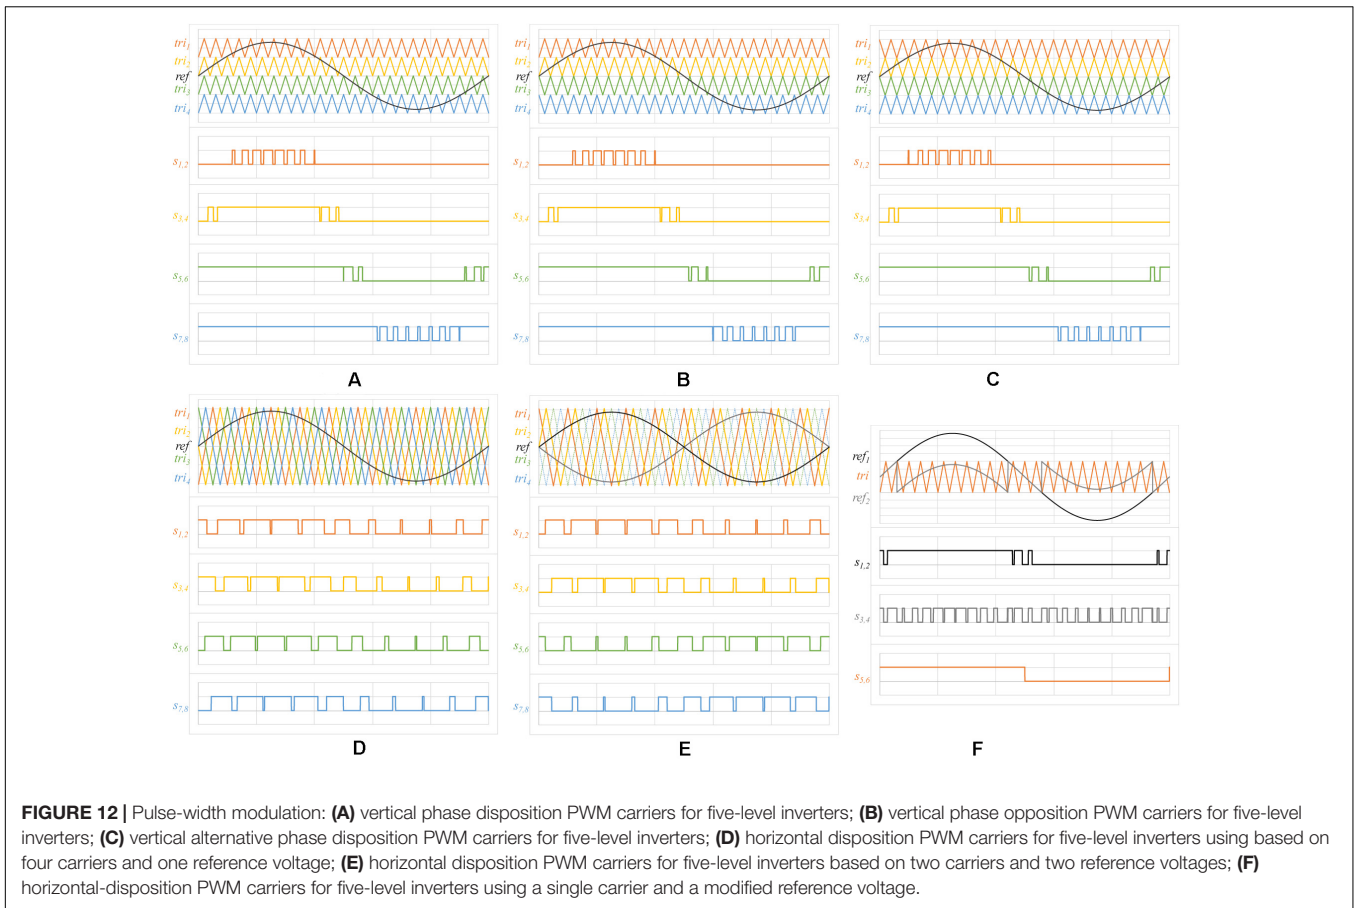 tri1
tri2
ref
tri3
tri4
s1,2
s3,4
s5,6
s7,8
A
tri1
tri2
ref
tri3
tri4
s1,2
s3,4
s5,6
s7,8
B
tri1
tri2
ref
tri3
tri4
s1,2
s3,4
s5,6
s7,8
C
tri1
tri2
ref
tri3
tri4
s1,2
s3,4
s5,6
s7,8
D
tri1
tri2
ref
tri3
tri4
s1,2
s3,4
s5,6
s7,8
E
ref1
tri
ref2
s1,2
s3,4
s5,6
F
FIGURE 12 | Pulse-width modulation: (A) vertical phase disposition PWM carriers for five-level inverters; (B) vertical phase opposition PWM carriers for five-level
inverters; (C) vertical alternative phase disposition PWM carriers for five-level inverters; (D) horizontal disposition PWM carriers for five-level inverters using based on
four carriers and one reference voltage; (E) horizontal disposition PWM carriers for five-level inverters based on two carriers and two reference voltages; (F)
horizontal-disposition PWM carriers for five-level inverters using a single carrier and a modified reference voltage.